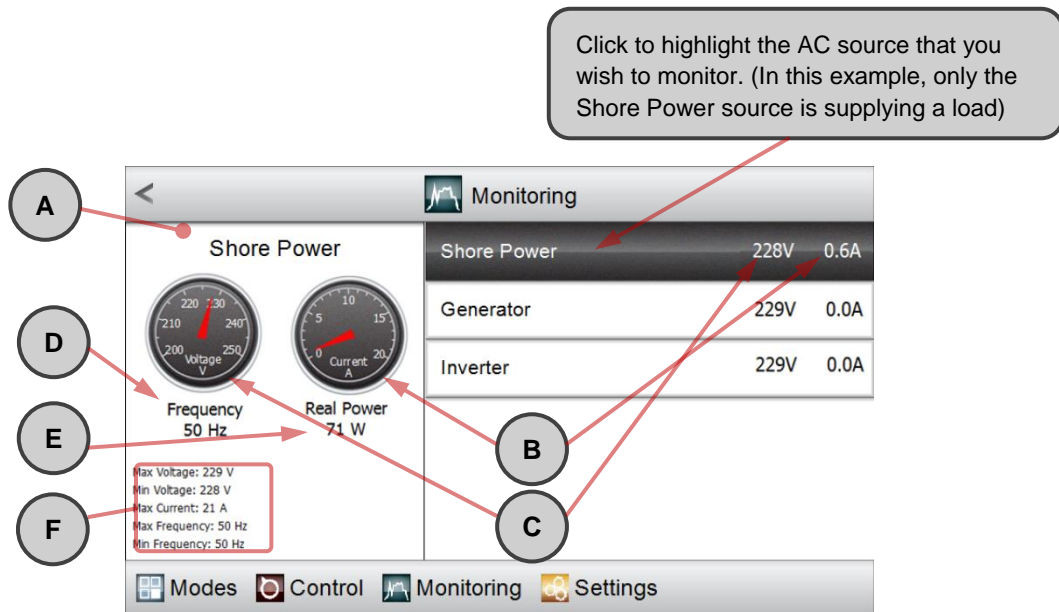 Click to highlight the AC source that you
wish to monitor. (In this example, only the
Shore Power source is supplying a load)
A
<
Monitoring
Shore Power
220 230
210 240
200 250
Voltage
V
10
5 15
0 20
Current
A
D
Frequency
50 Hz
Real Power
71 W
E
Max Voltage: 229 V
Min Voltage: 228 V
Max Current: 21 A
Max Frequency: 50 Hz
Min Frequency: 50 Hz
F
Shore Power 228V 0.6A
Generator 229V 0.0A
Inverter 229V 0.0A
B
C
Modes Control Monitoring Settings